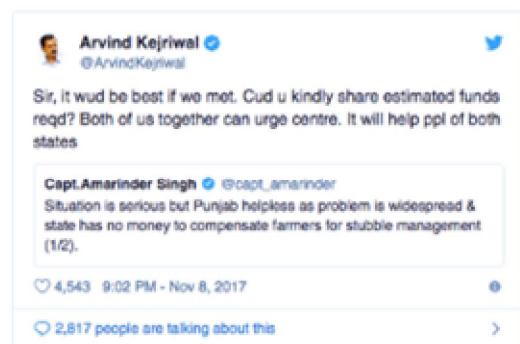 Arvind Kejriwal
@ArvindKejriwal
Sir, it wud be best if we met. Cud u kindly share estimated funds
reqd? Both of us together can urge centre. It will help ppl of both
states
Capt.Amarinder Singh @capt_amarinder
Situation is serious but Punjab helpless as problem is widespread &
state has no money to compensate farmers for stubble management
(1/2).
4,543 9:02 PM - Nov 8, 2017
2,817 people are talking about this